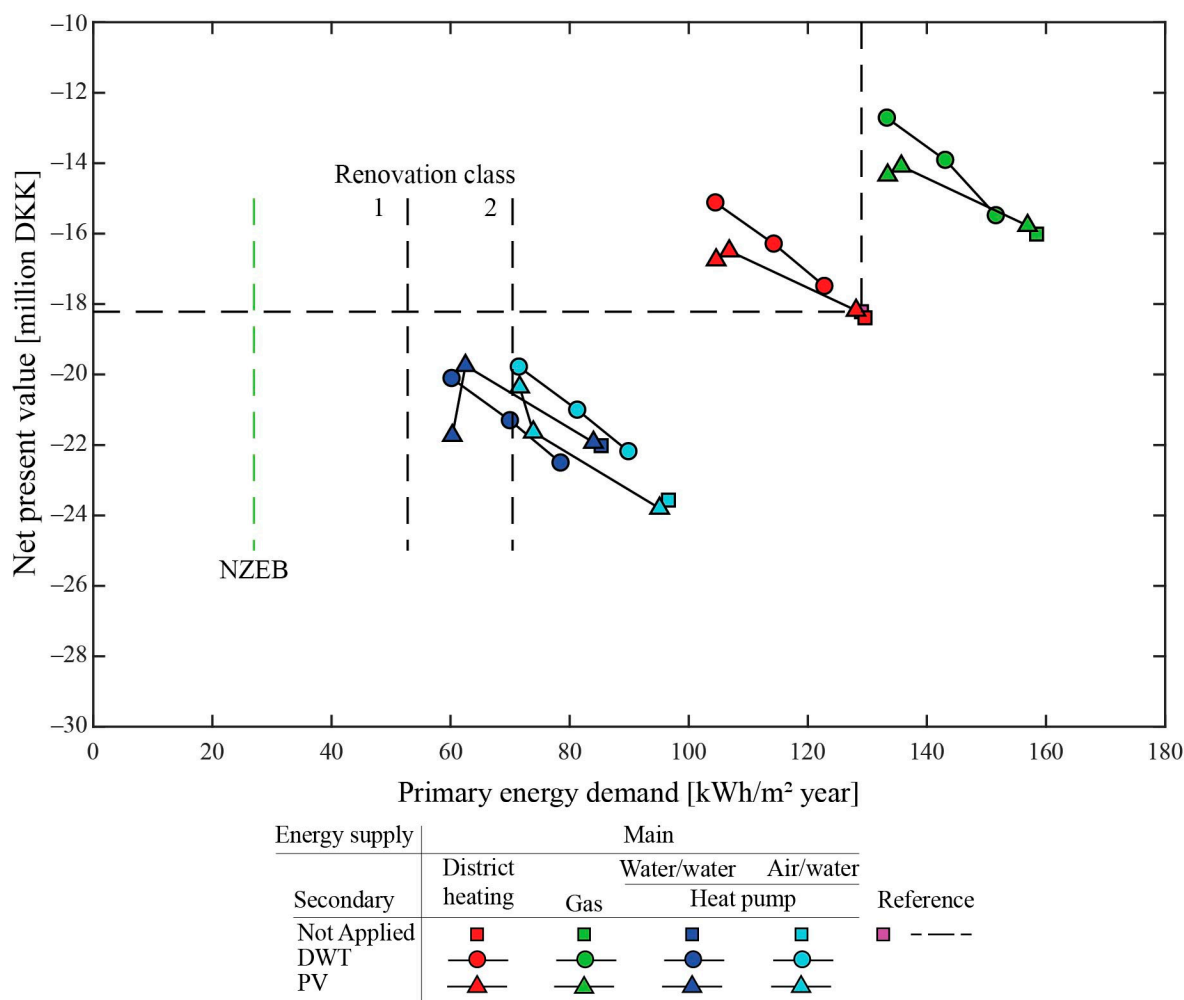 –10
–12
–14
–16
–18
–20
–22
–24
–26
–28
–30
Net present value [million DKK]
Renovation class
1 2
NZEB
0 20 40 60 80 100 120 140 160 180
Primary energy demand [kWh/m² year]
Energy supply Main
District Water/water Air/water
heating Gas Heat pump
Secondary Reference
Not Applied
DWT
PV